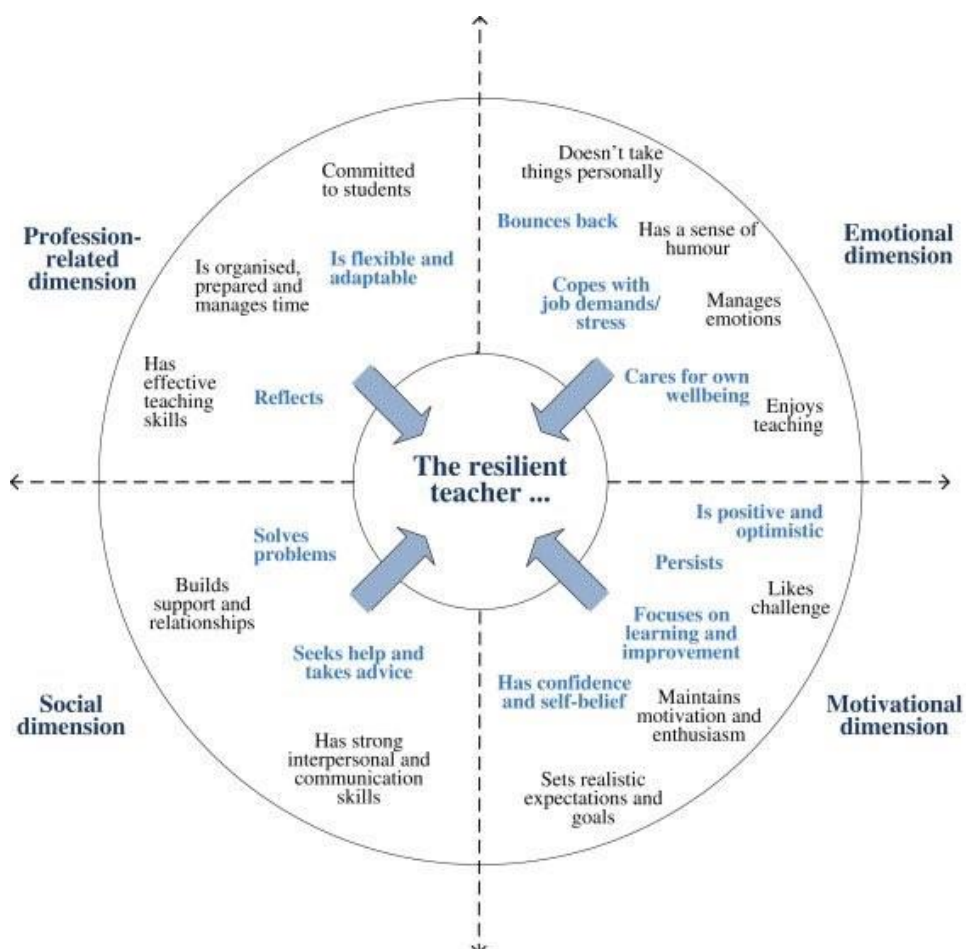 Profession-
related
dimension
Committed
to students
Is organised,
prepared and
manages time
Is flexible and
adaptable
Has
effective
teaching
skills
Reflects
Emotional
dimension
Doesn't take
things personally
Bounces back
Has a sense of
humour
Copes with
job demands/
stress
Manages
emotions
Cares for own
wellbeing
Enjoys
teaching
The resilient
teacher ...
Social
dimension
Solves
problems
Builds
support and
relationships
Seeks help and
takes advice
Has strong
interpersonal and
communication
skills
Motivational
dimension
Is positive and
optimistic
Persists
Likes
challenge
Focuses on
learning and
improvement
Has confidence
and self-belief
Maintains
motivation and
enthusiasm
Sets realistic
expectations and
goals